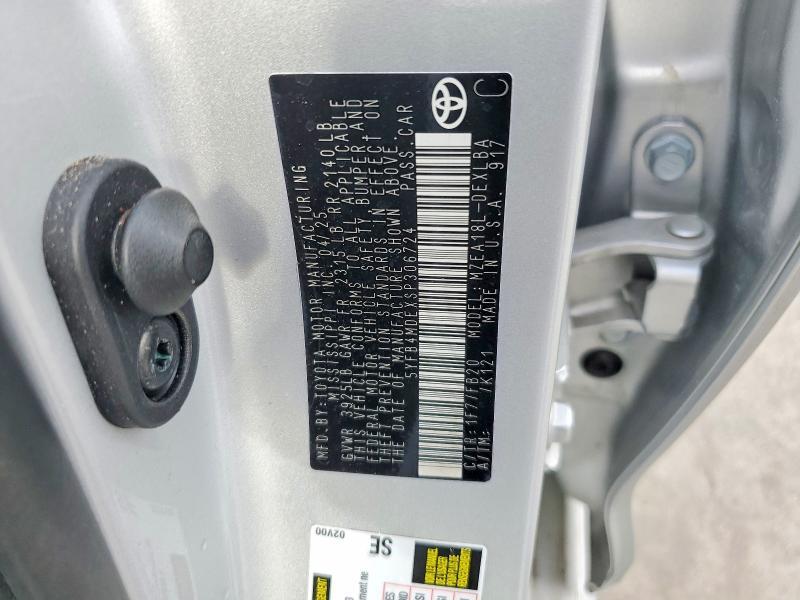 MFD.BY:TOYOTA MOTOR MANUFACTURING
MISSISSIPPI INC. 04/25
GVWR 3925LB GAWR FR 2315 LB RR 2140LB
THIS VEHICLE CONFORMS TO ALL APPLICABLE
FEDERAL MOTOR VEHICLE SAFETY, BUMPER AND
THEFT PREVENTION STANDARDS IN EFFECT ON
THE DATE OF MANUFACTURE SHOWN ABOVE.
5YFB4MDEXSP306724 PASS CAR
C/TR:1F7/FB20 MODEL:MZEA18L-DEXLBA
A/TM: -/K121 MADE IN U.S.A. 917
C
02V00
SE